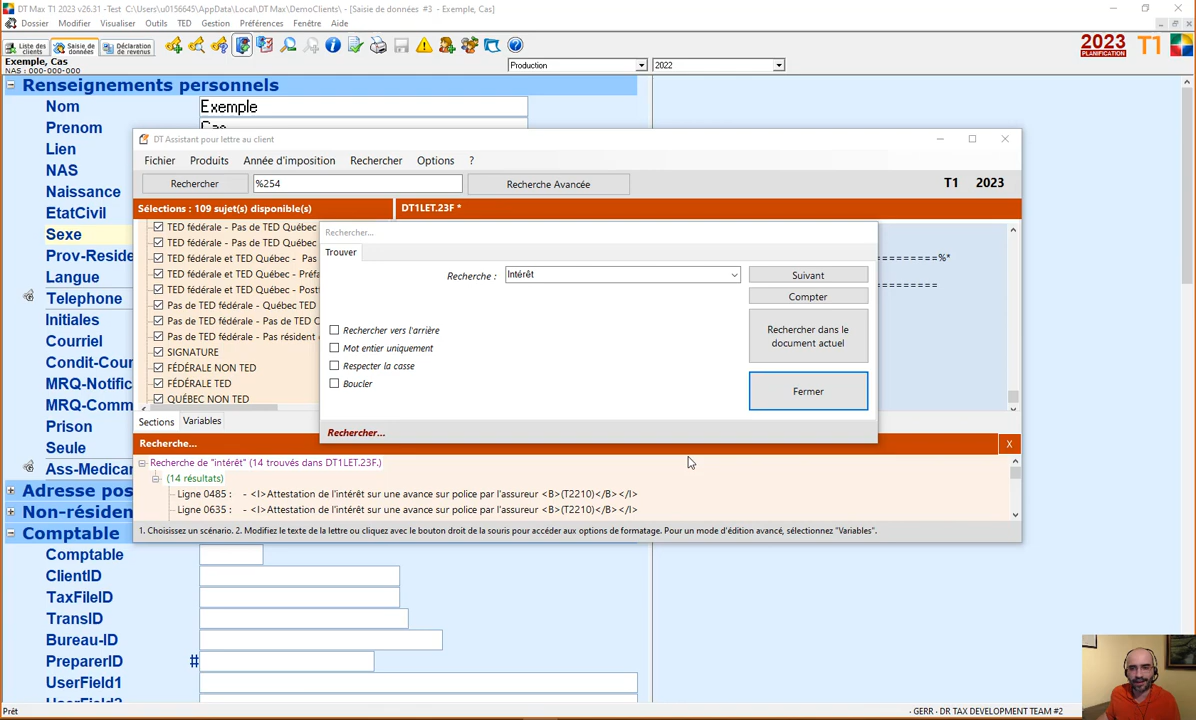 DT Max T1 2023 v26.31 -Test C:\Users\u0156645\AppData\Local\DT Max\DemoClients\ - [Saisie de données #3 - Exemple, Cas]
Dossier Modifier Visualiser Outils TED Gestion Préférences Fenêtre Aide
Liste des clients
Saisie de données
Déclaration de revenus
2023 T1
PLANIFICATION
Exemple, Cas
NAS : 000-000-000
Production
2022
Renseignements personnels
Nom Exemple
Prenom Cas
Lien
NAS
Naissance
EtatCivil
Sexe
Prov-Reside
Langue
Telephone
Initiales
Courriel
Condit-Cour
MRQ-Notific
MRQ-Comm
Prison
Seule
Ass-Medicam
Adresse pos
Non-résiden
Comptable
Comptable
ClientID
TaxFileID
TransID
Bureau-ID
PreparerID #
UserField1
DT Assistant pour lettre au client
Fichier Produits Année d'imposition Rechercher Options ?
Rechercher %254 Recherche Avancée T1 2023
Sélections : 109 sujet(s) disponible(s) DT1LET.23F *
TED fédérale - Pas de TED Québec
TED fédérale - Pas de TED Québec
TED fédérale et TED Québec - Pas
TED fédérale et TED Québec - Préfa
TED fédérale et TED Québec - Postf
Pas de TED fédérale - Québec TED
Pas de TED fédérale - Pas de TED Q
Pas de TED fédérale - Pas résident
SIGNATURE
FÉDÉRALE NON TED
FÉDÉRALE TED
QUÉBEC NON TED
Sections Variables
=========%*
==========
Rechercher...
Trouver
Recherche : Intérêt Suivant
Compter
Rechercher dans le document actuel
Fermer
Rechercher vers l'arrière
Mot entier uniquement
Respecter la casse
Boucler
Rechercher...
Recherche... X
Recherche de "intérêt" (14 trouvés dans DT1LET.23F.)
(14 résultats)
Ligne 0485 : - <I>Attestation de l'intérêt sur une avance sur police par l'assureur <B>(T2210)</B></I>
Ligne 0635 : - <I>Attestation de l'intérêt sur une avance sur police par l'assureur <B>(T2210)</B></I>
1. Choisissez un scénario. 2. Modifiez le texte de la lettre ou cliquez avec le bouton droit de la souris pour accéder aux options de formatage. Pour un mode d'édition avancé, sélectionnez "Variables".
Prêt
- GERR - DR TAX DEVELOPMENT TEAM #2